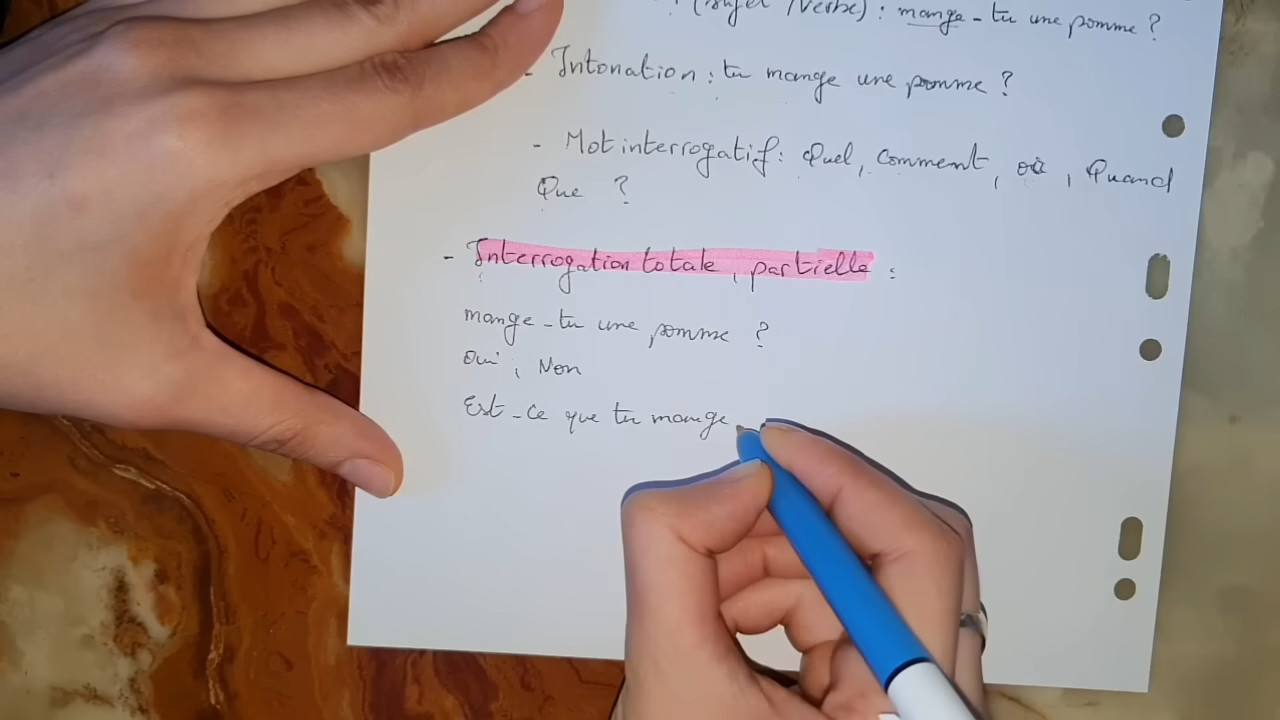 (Sujet / Verbe) : mange - tu une pomme ?
- Intonation : tu mange une pomme ?
- Mot interrogatif : Quel, Comment, où, Quand
Que ?
- Interrogation totale, partielle :
mange - tu une pomme ?
Oui, Non
Est - ce que tu mange